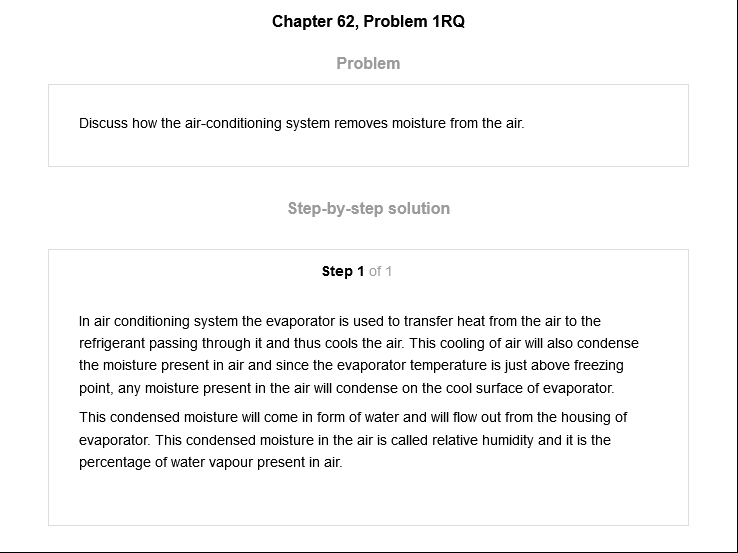 Chapter 62, Problem 1RQ
Problem
Discuss how the air-conditioning system removes moisture from the air.
Step-by-step solution
Step 1 of 1
In air conditioning system the evaporator is used to transfer heat from the air to the
refrigerant passing through it and thus cools the air. This cooling of air will also condense
the moisture present in air and since the evaporator temperature is just above freezing
point, any moisture present in the air will condense on the cool surface of evaporator.
This condensed moisture will come in form of water and will flow out from the housing of
evaporator. This condensed moisture in the air is called relative humidity and it is the
percentage of water vapour present in air.